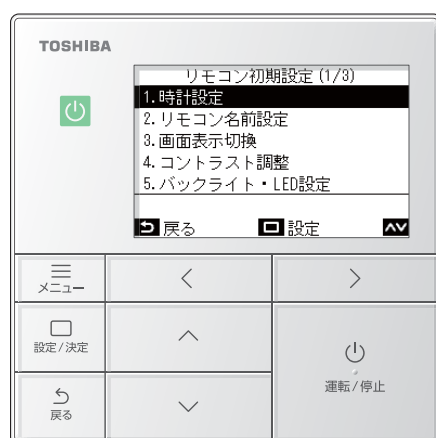 TOSHIBA
リモコン初期設定(1/3)
1.時計設定
2.リモコン名前設定
3.画面表示切換
4.コントラスト調整
5.バックライト・LED設定
戻る 設定
メニュー
設定/決定
戻る
運転/停止